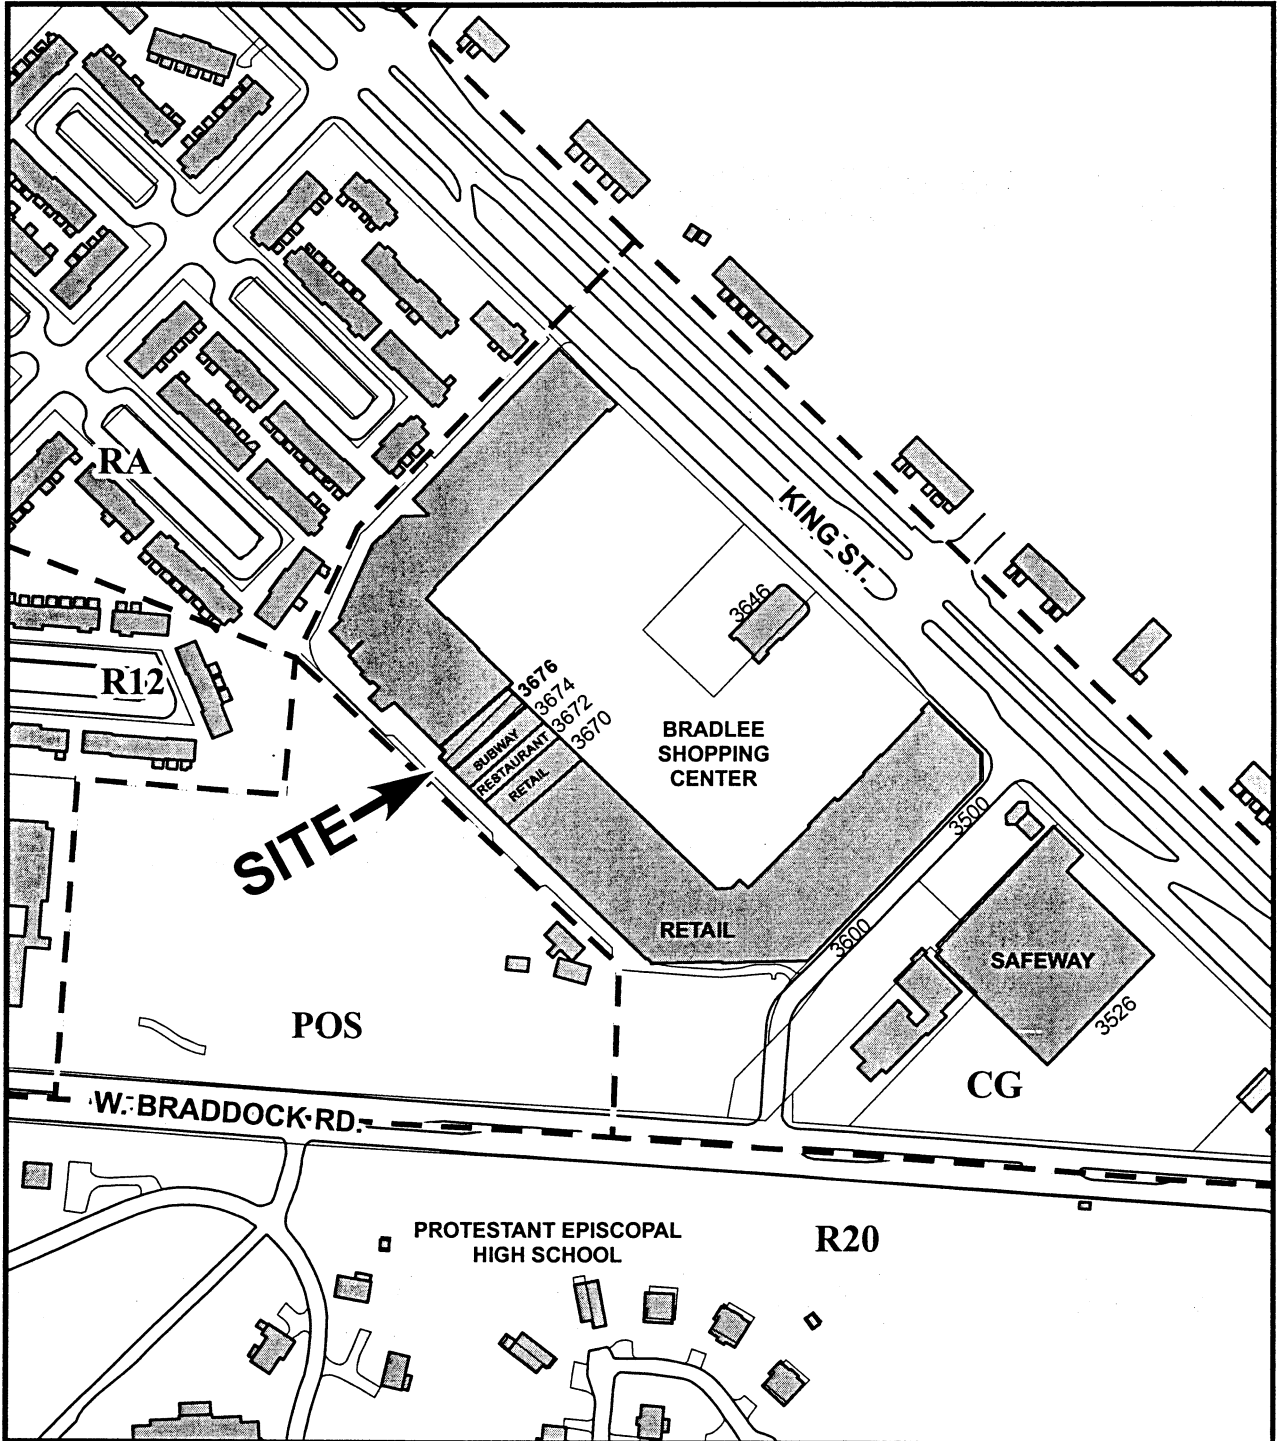 RA
KING ST.
3646
R12
3676
3674
3672
3670
SUBWAY
RESTAURANT
RETAIL
BRADLEE
SHOPPING
CENTER
SITE
3500
3600
RETAIL
SAFEWAY
3526
POS
CG
W. BRADDOCK RD.
PROTESTANT EPISCOPAL
HIGH SCHOOL
R20